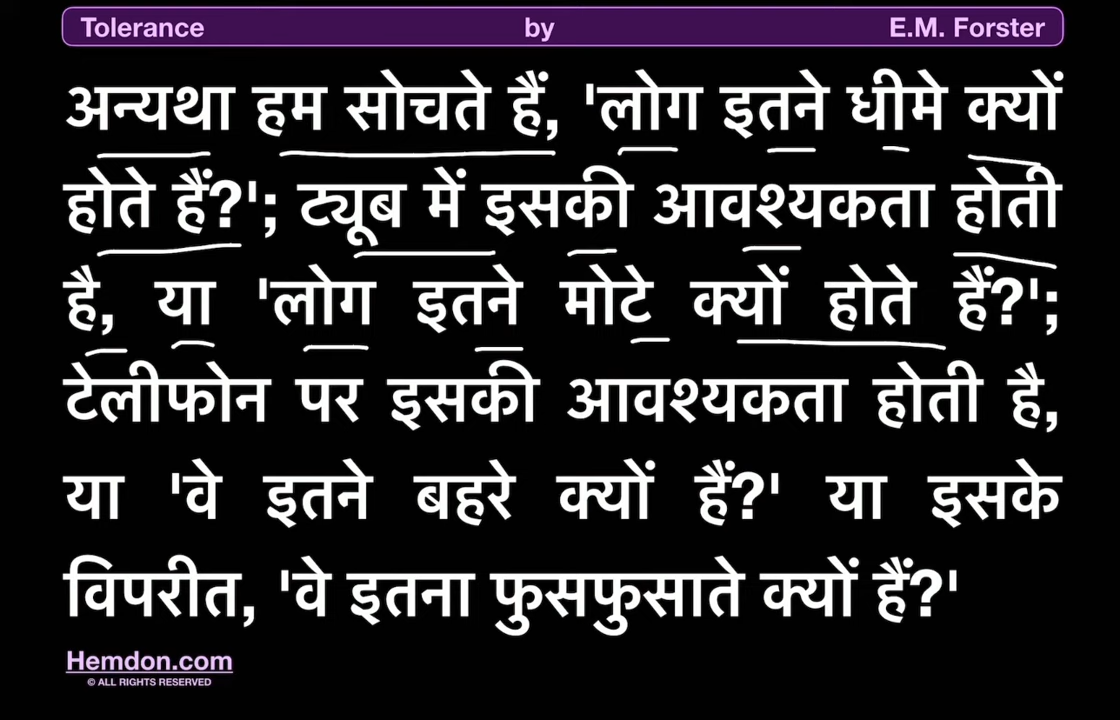 Tolerance by E.M. Forster
अन्यथा हम सोचते हैं, 'लोग इतने धीमे क्यों
होते हैं?'; ट्यूब में इसकी आवश्यकता होती
है, या 'लोग इतने मोटे क्यों होते हैं?';
टेलीफोन पर इसकी आवश्यकता होती है,
या 'वे इतने बहरे क्यों हैं?' या इसके
विपरीत, 'वे इतना फुसफुसाते क्यों हैं?'
Hemdon.com
© ALL RIGHTS RESERVED